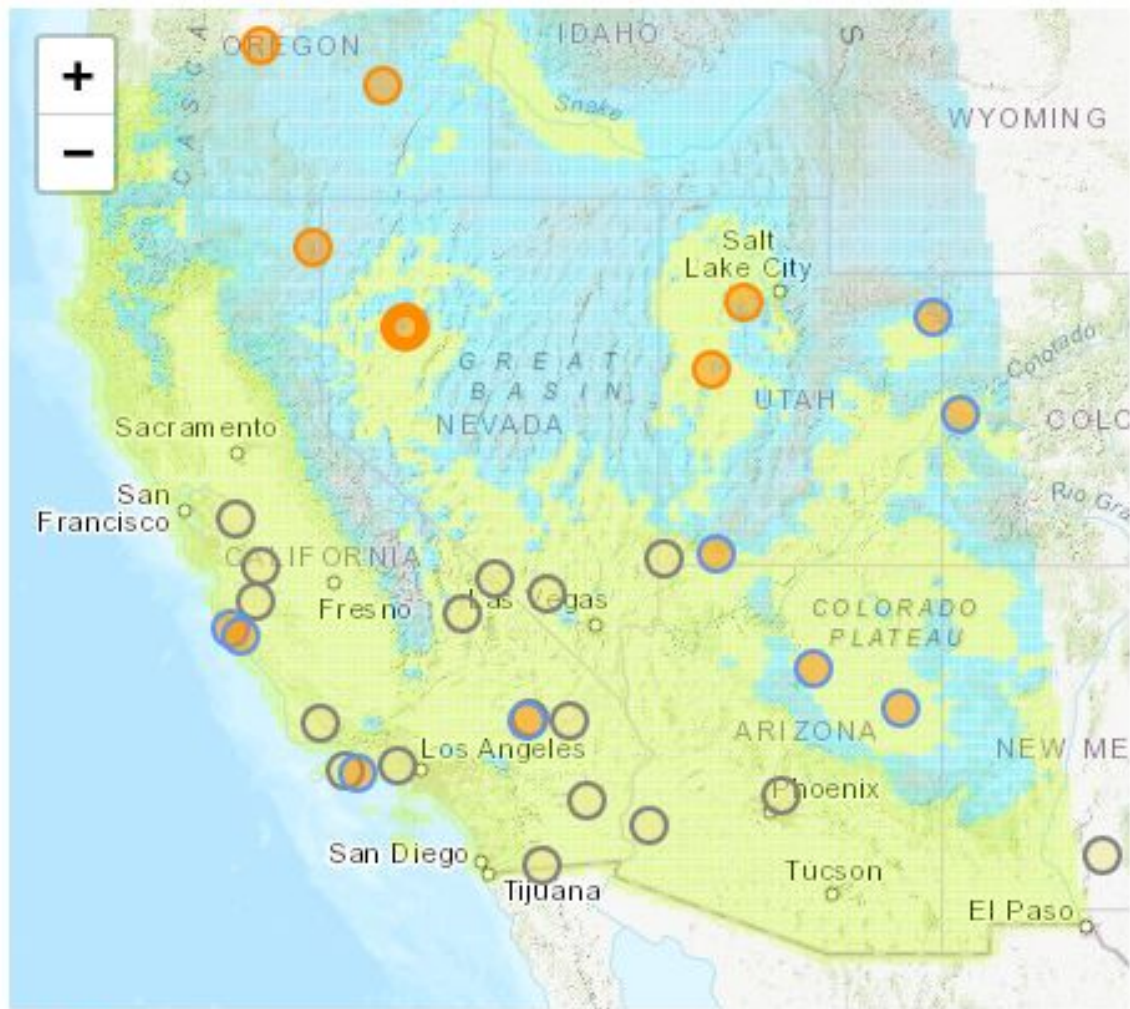 +
−
OREGON
IDAHO
S
CASCA
Snake
WYOMING
Salt
Lake City
GREAT
BASIN
NEVADA
UTAH
Colorado
COLO
Sacramento
San
Francisco
Rio Gra
CALIFORNIA
Fresno
Las Vegas
COLORADO
PLATEAU
ARIZONA
NEW ME
Los Angeles
Phoenix
San Diego
Tijuana
Tucson
El Paso